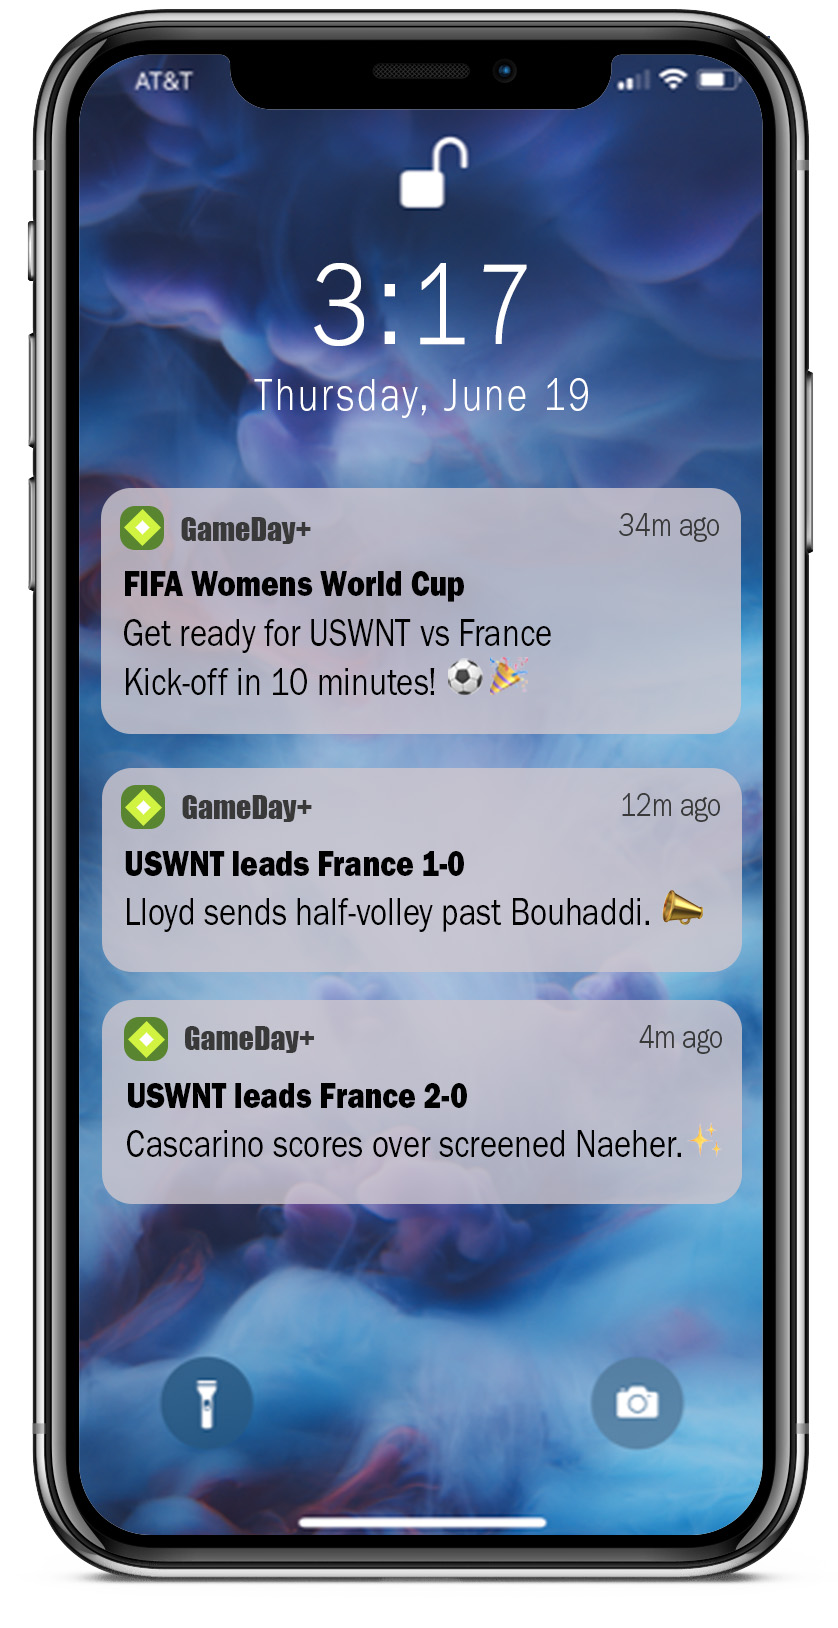 AT&T
3:17
Thursday, June 19
GameDay+ 34m ago
FIFA Womens World Cup
Get ready for USWNT vs France
Kick-off in 10 minutes! ⚽🎉
GameDay+ 12m ago
USWNT leads France 1-0
Lloyd sends half-volley past Bouhaddi. 📣
GameDay+ 4m ago
USWNT leads France 2-0
Cascarino scores over screened Naeher.✨